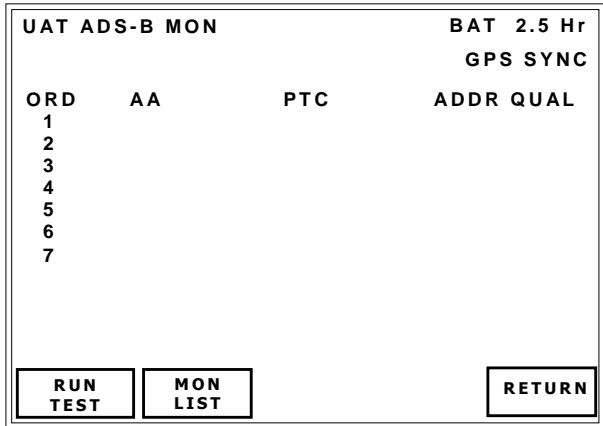 UAT ADS-B MON BAT 2.5 Hr
GPS SYNC
ORD AA PTC ADDR QUAL
1
2
3
4
5
6
7
RUN TEST
MON LIST
RETURN